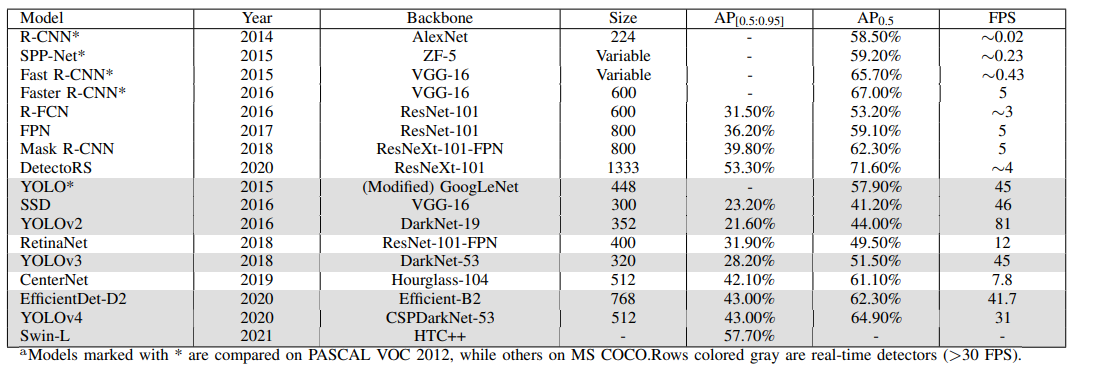 Model Year Backbone Size AP[0.5:0.95] AP0.5 FPS
R-CNN* 2014 AlexNet 224 - 58.50% ~0.02
SPP-Net* 2015 ZF-5 Variable - 59.20% ~0.23
Fast R-CNN* 2015 VGG-16 Variable - 65.70% ~0.43
Faster R-CNN* 2016 VGG-16 600 - 67.00% 5
R-FCN 2016 ResNet-101 600 31.50% 53.20% ~3
FPN 2017 ResNet-101 800 36.20% 59.10% 5
Mask R-CNN 2018 ResNeXt-101-FPN 800 39.80% 62.30% 5
DetectoRS 2020 ResNeXt-101 1333 53.30% 71.60% ~4
YOLO* 2015 (Modified) GoogLeNet 448 - 57.90% 45
SSD 2016 VGG-16 300 23.20% 41.20% 46
YOLOv2 2016 DarkNet-19 352 21.60% 44.00% 81
RetinaNet 2018 ResNet-101-FPN 400 31.90% 49.50% 12
YOLOv3 2018 DarkNet-53 320 28.20% 51.50% 45
CenterNet 2019 Hourglass-104 512 42.10% 61.10% 7.8
EfficientDet-D2 2020 Efficient-B2 768 43.00% 62.30% 41.7
YOLOv4 2020 CSPDarkNet-53 512 43.00% 64.90% 31
Swin-L 2021 HTC++ - 57.70% - -
aModels marked with * are compared on PASCAL VOC 2012, while others on MS COCO.Rows colored gray are real-time detectors (>30 FPS).